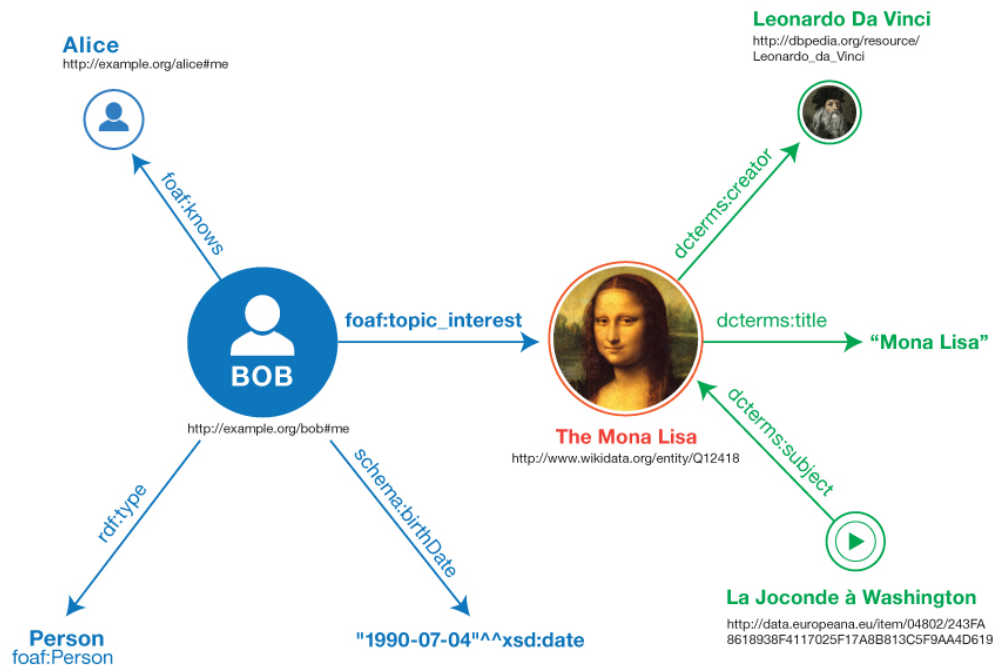 Alice
http://example.org/alice#me
Leonardo Da Vinci
http://dbpedia.org/resource/
Leonardo_da_Vinci
foaf:knows
dcterms:creator
BOB
http://example.org/bob#me
foaf:topic_interest
dcterms:title
“Mona Lisa”
The Mona Lisa
http://www.wikidata.org/entity/Q12418
dcterms:subject
rdf:type
schema:birthDate
La Joconde à Washington
http://data.europeana.eu/item/04802/243FA
8618938F4117025F17A8B813C5F9AA4D619
Person
foaf:Person
"1990-07-04"^^xsd:date